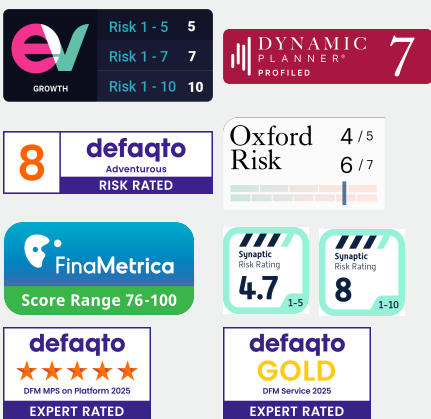 ev
GROWTH
Risk 1 - 5 5
Risk 1 - 7 7
Risk 1 - 10 10
DYNAMIC
PLANNER®
PROFILED
7
8
defaqto
Adventurous
RISK RATED
Oxford
Risk
4 / 5
6 / 7
FinaMetrica
Score Range 76-100
Synaptic
Risk Rating
4.7
1-5
Synaptic
Risk Rating
8
1-10
defaqto
DFM MPS on Platform 2025
EXPERT RATED
defaqto
GOLD
DFM Service 2025
EXPERT RATED